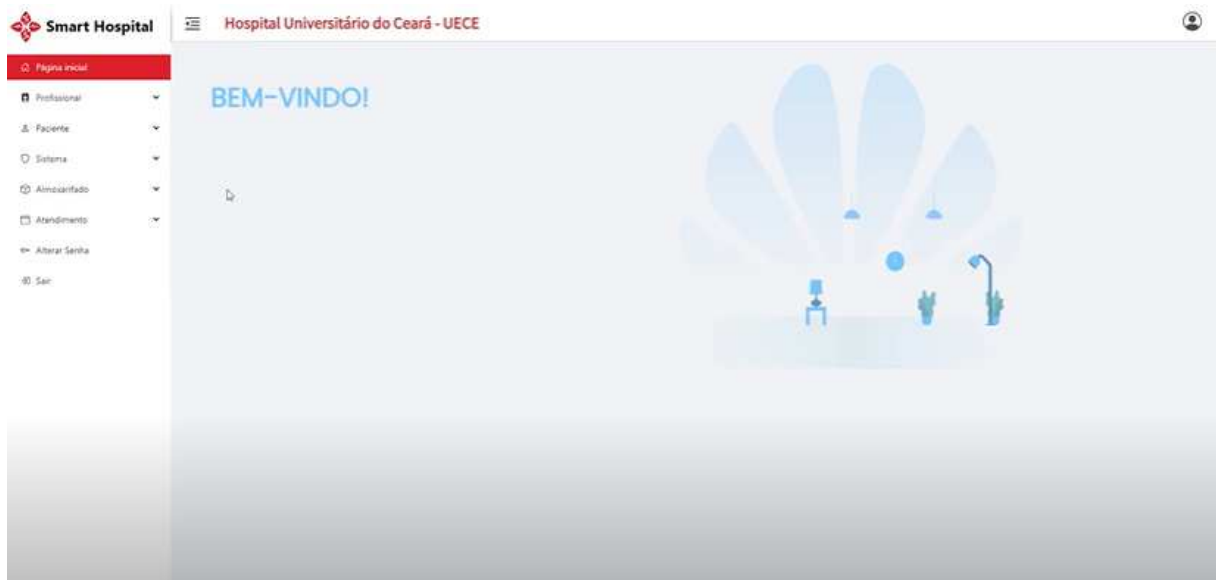 Smart Hospital
Hospital Universitário do Ceará - UECE
Página inicial
Profissional
Paciente
Sistema
Almoxarifado
Atendimento
Alterar Senha
Sair
BEM-VINDO!